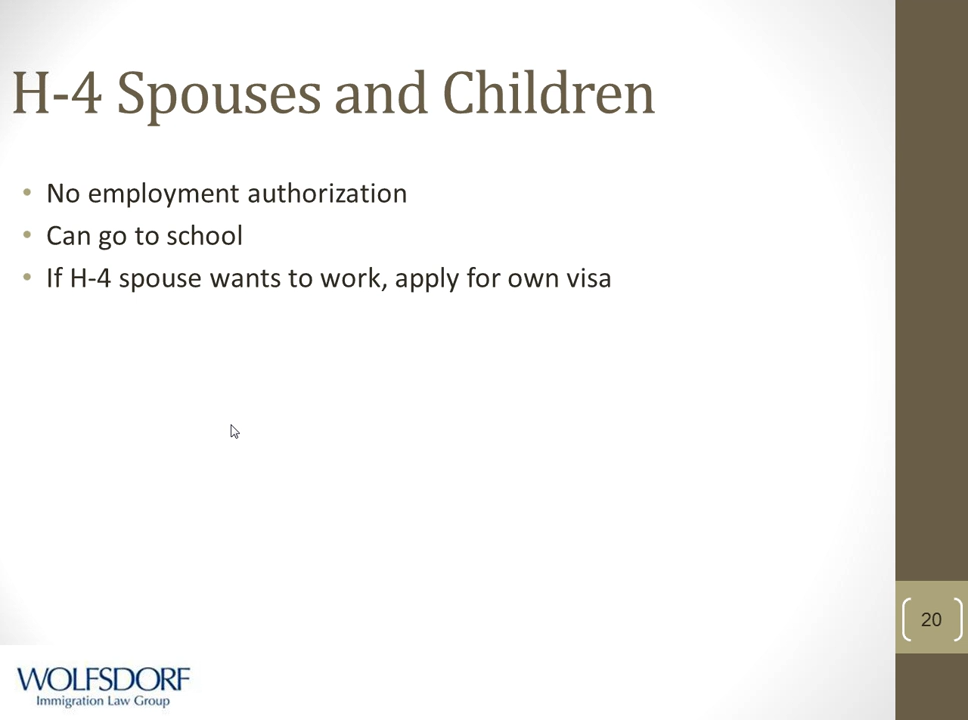 H-4 Spouses and Children
• No employment authorization
• Can go to school
• If H-4 spouse wants to work, apply for own visa
20
WOLFSDORF
Immigration Law Group